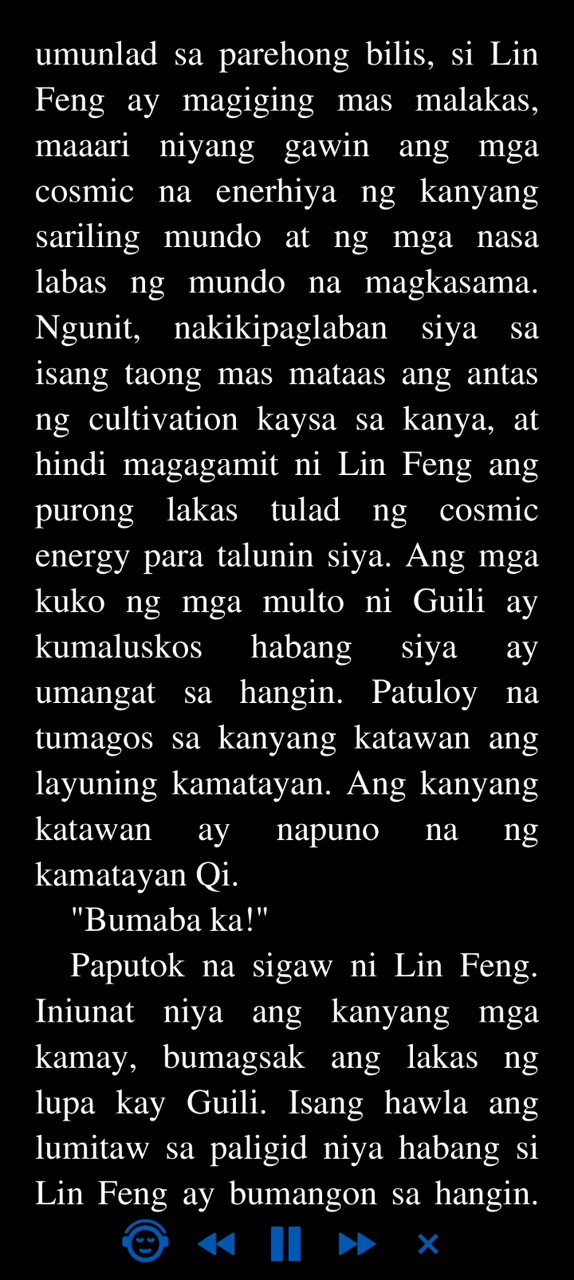 umunlad sa parehong bilis, si Lin
Feng ay magiging mas malakas,
maaari niyang gawin ang mga
cosmic na enerhiya ng kanyang
sariling mundo at ng mga nasa
labas ng mundo na magkasama.
Ngunit, nakikipaglaban siya sa
isang taong mas mataas ang antas
ng cultivation kaysa sa kanya, at
hindi magagamit ni Lin Feng ang
purong lakas tulad ng cosmic
energy para talunin siya. Ang mga
kuko ng mga multo ni Guili ay
kumaluskos habang siya ay
umangat sa hangin. Patuloy na
tumagos sa kanyang katawan ang
layuning kamatayan. Ang kanyang
katawan ay napuno na ng
kamatayan Qi.
"Bumaba ka!"
Paputok na sigaw ni Lin Feng.
Iniunat niya ang kanyang mga
kamay, bumagsak ang lakas ng
lupa kay Guili. Isang hawla ang
lumitaw sa paligid niya habang si
Lin Feng ay bumangon sa hangin.